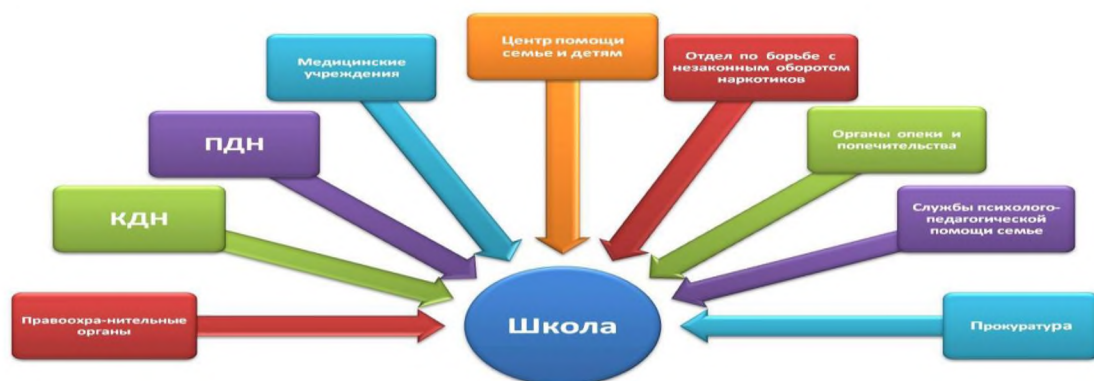 Центр помощи
семье и детям
Медицинские
учреждения
Отдел по борьбе с
незаконным оборотом
наркотиков
ПДН
Органы опеки и
попечительства
КДН
Службы психолого-
педагогической
помощи семье
Правоохра-нительные
органы
Школа
Прокуратура